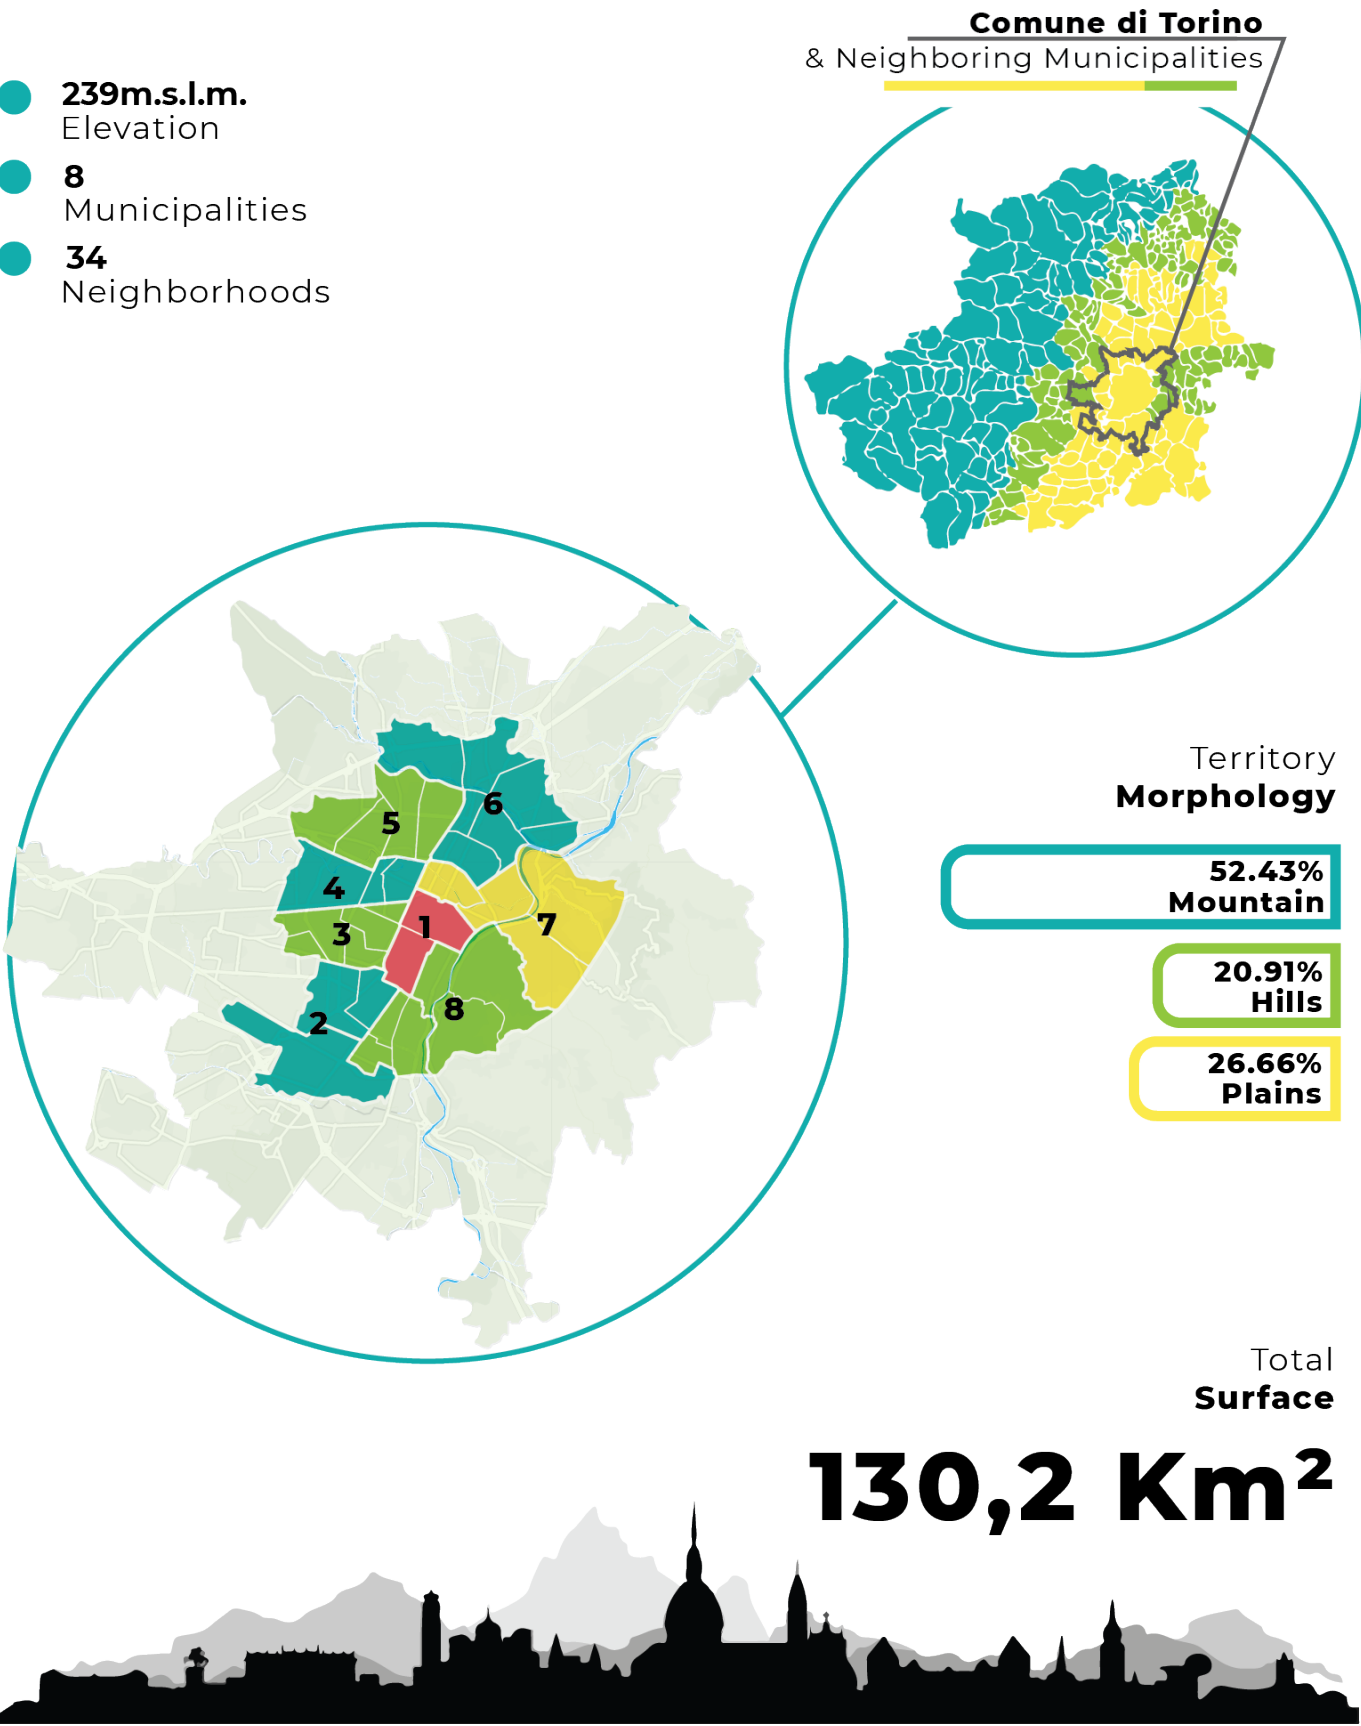 Comune di Torino
& Neighboring Municipalities
239m.s.l.m.
Elevation
8
Municipalities
34
Neighborhoods
6
5
4
1
7
3
8
2
Territory
Morphology
52.43%
Mountain
20.91%
Hills
26.66%
Plains
Total
Surface
130,2 Km²